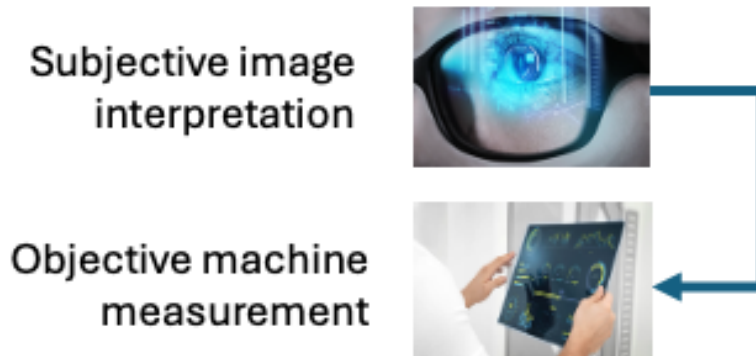 Subjective image
interpretation
Objective machine
measurement